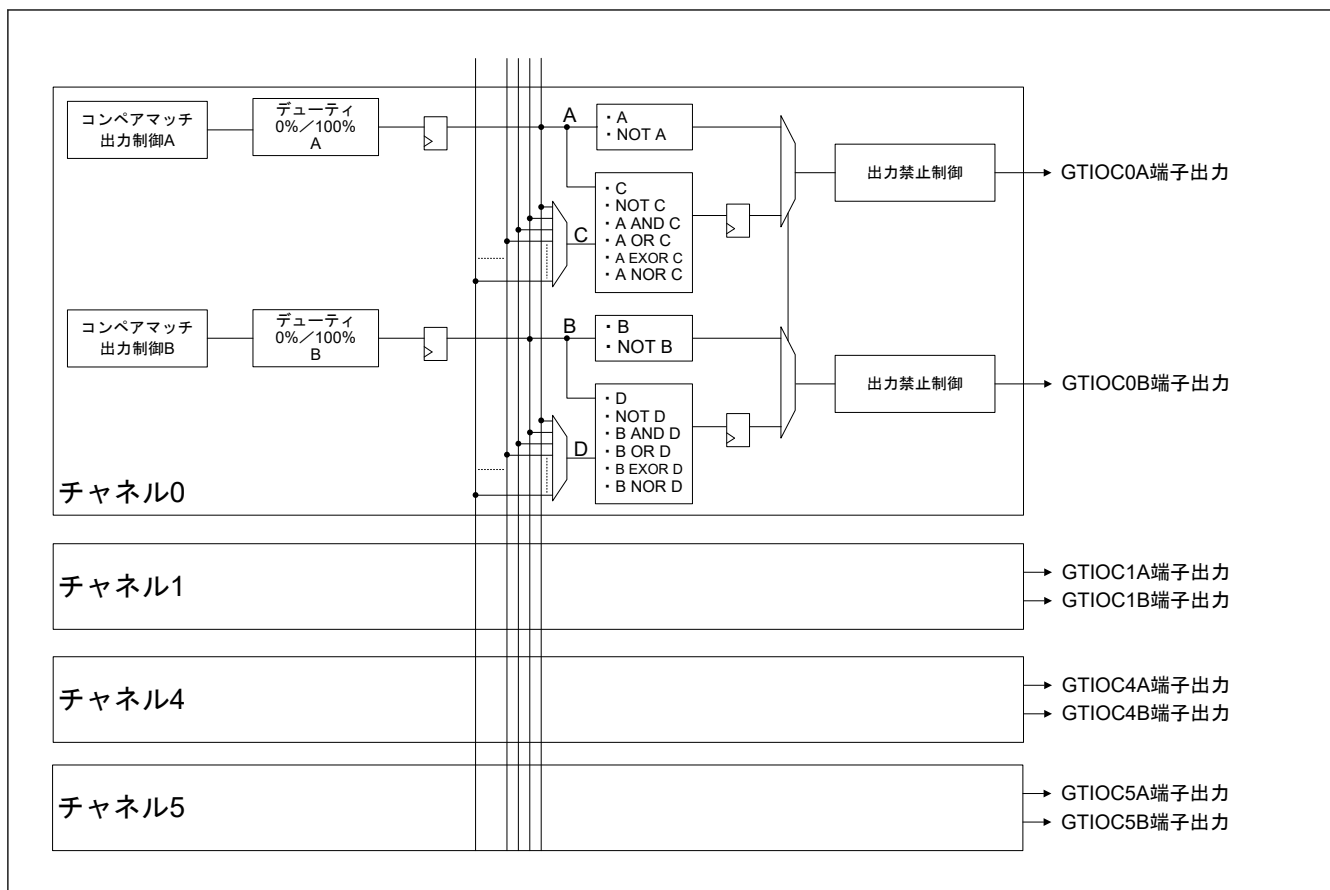 コンペアマッチ
出力制御A
デューティ
0%／100%
A
A
・A
・NOT A
出力禁止制御
GTIOC0A端子出力
・C
・NOT C
・A AND C
・A OR C
・A EXOR C
・A NOR C
C
コンペアマッチ
出力制御B
デューティ
0%／100%
B
B
・B
・NOT B
出力禁止制御
GTIOC0B端子出力
・D
・NOT D
・B AND D
・B OR D
・B EXOR D
・B NOR D
D
チャネル0
チャネル1
GTIOC1A端子出力
GTIOC1B端子出力
チャネル4
GTIOC4A端子出力
GTIOC4B端子出力
チャネル5
GTIOC5A端子出力
GTIOC5B端子出力